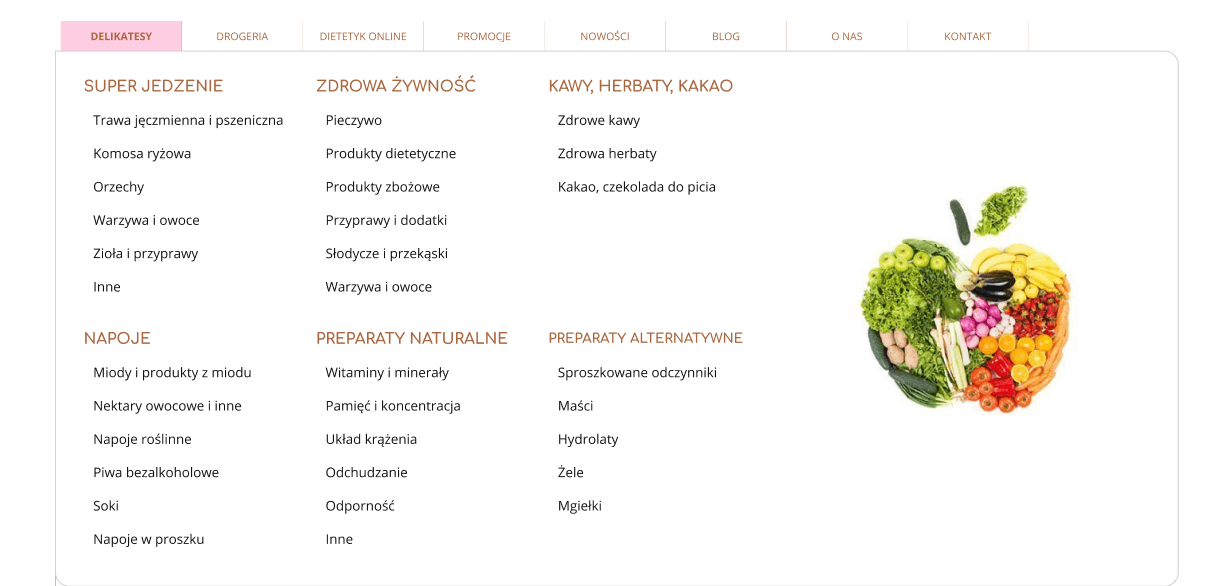 DELIKATESY
DROGERIA
DIETETYK ONLINE
PROMOCJE
NOWOŚCI
BLOG
O NAS
KONTAKT
SUPER JEDZENIE
Trawa jęczmienna i pszeniczna
Komosa ryżowa
Orzechy
Warzywa i owoce
Zioła i przyprawy
Inne
ZDROWA ŻYWNOŚĆ
Pieczywo
Produkty dietetyczne
Produkty zbożowe
Przyprawy i dodatki
Słodycze i przekąski
Warzywa i owoce
KAWY, HERBATY, KAKAO
Zdrowe kawy
Zdrowa herbaty
Kakao, czekolada do picia
NAPOJE
Miody i produkty z miodu
Nektary owocowe i inne
Napoje roślinne
Piwa bezalkoholowe
Soki
Napoje w proszku
PREPARATY NATURALNE
Witaminy i minerały
Pamięć i koncentracja
Układ krążenia
Odchudzanie
Odporność
Inne
PREPARATY ALTERNATYWNE
Sproszkowane odczynniki
Maści
Hydrolaty
Żele
Mgiełki